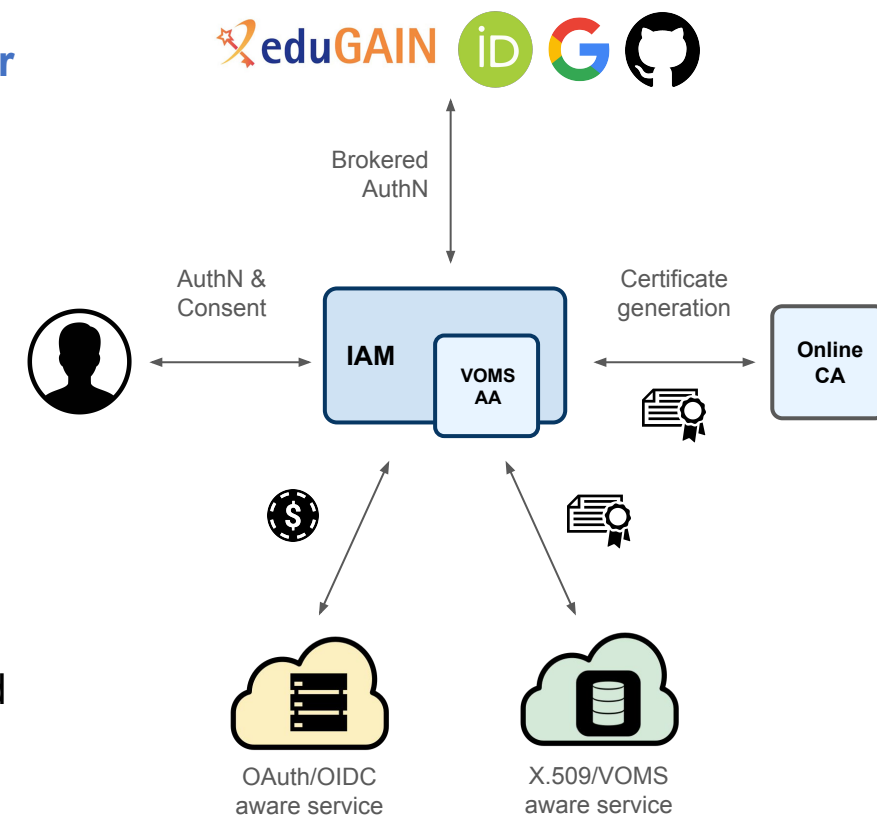 r
eduGAIN iD G
Brokered
AuthN
AuthN &
Consent
Certificate
generation
IAM
VOMS
AA
Online
CA
$
d
OAuth/OIDC
aware service
X.509/VOMS
aware service